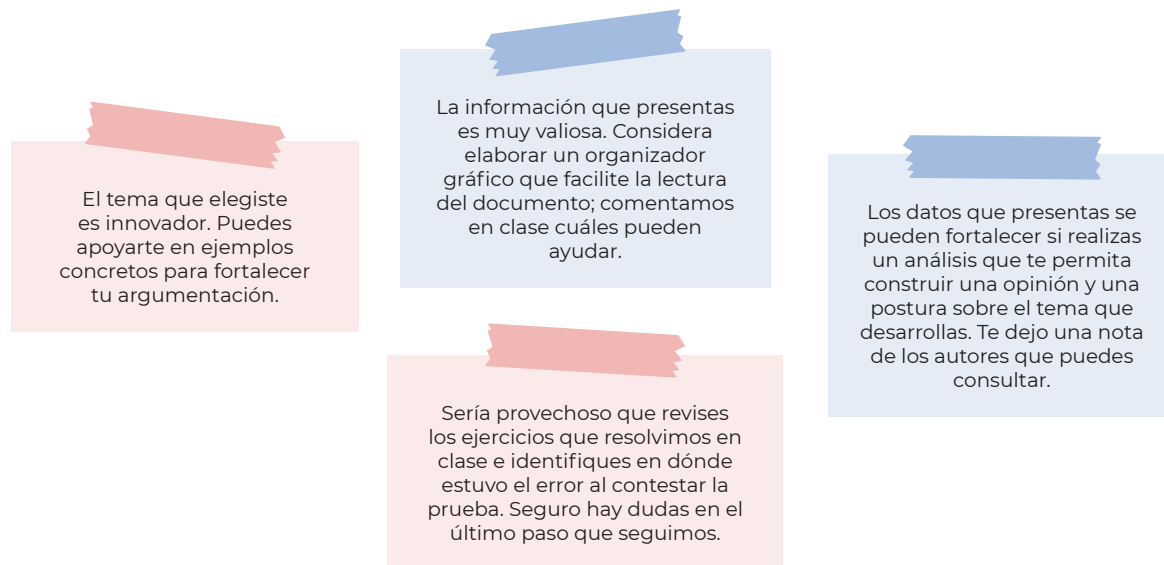 El tema que elegiste
es innovador. Puedes
apoyarte en ejemplos
concretos para fortalecer
tu argumentación.
La información que presentas
es muy valiosa. Considera
elaborar un organizador
gráfico que facilite la lectura
del documento; comentamos
en clase cuáles pueden
ayudar.
Sería provechoso que revises
los ejercicios que resolvimos en
clase e identifiques en dónde
estuvo el error al contestar la
prueba. Seguro hay dudas en el
último paso que seguimos.
Los datos que presentas se
pueden fortalecer si realizas
un análisis que te permita
construir una opinión y una
postura sobre el tema que
desarrollas. Te dejo una nota
de los autores que puedes
consultar.